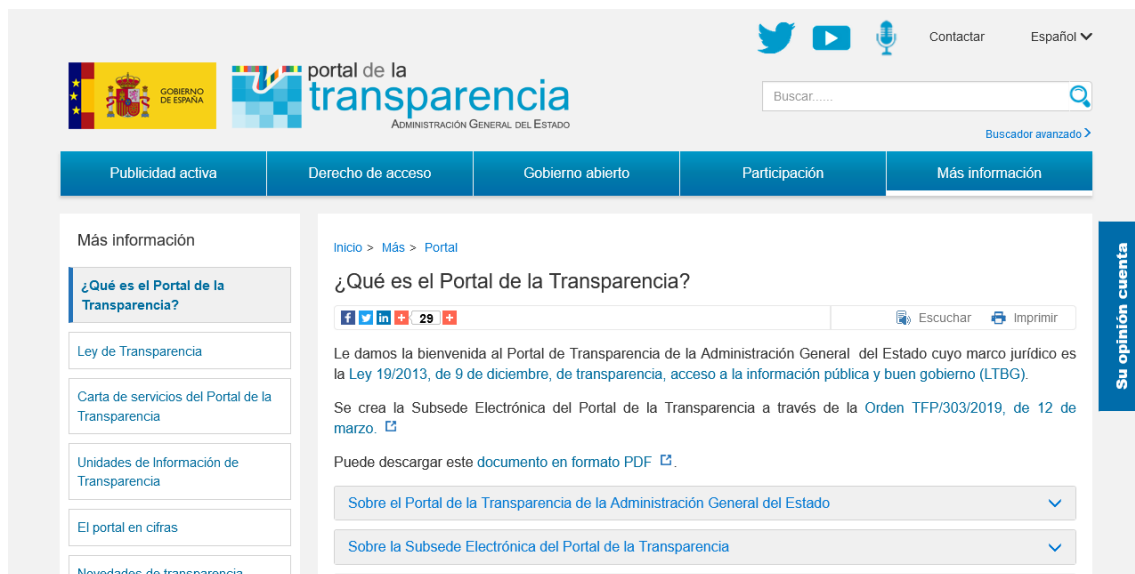 Contactar
Español
GOBIERNO
DE ESPAÑA
portal de la
transparencia
ADMINISTRACIÓN GENERAL DEL ESTADO
Buscar......
Buscador avanzado
Publicidad activa
Derecho de acceso
Gobierno abierto
Participación
Más información
Más información
¿Qué es el Portal de la
Transparencia?
Ley de Transparencia
Carta de servicios del Portal de la
Transparencia
Unidades de Información de
Transparencia
El portal en cifras
Novedades de transparencia
Inicio > Más > Portal
¿Qué es el Portal de la Transparencia?
29
Escuchar
Imprimir
Le damos la bienvenida al Portal de Transparencia de la Administración General del Estado cuyo marco jurídico es
la Ley 19/2013, de 9 de diciembre, de transparencia, acceso a la información pública y buen gobierno (LTBG).
Se crea la Subsede Electrónica del Portal de la Transparencia a través de la Orden TFP/303/2019, de 12 de
marzo.
Puede descargar este documento en formato PDF .
Sobre el Portal de la Transparencia de la Administración General del Estado
Sobre la Subsede Electrónica del Portal de la Transparencia
Su opinión cuenta